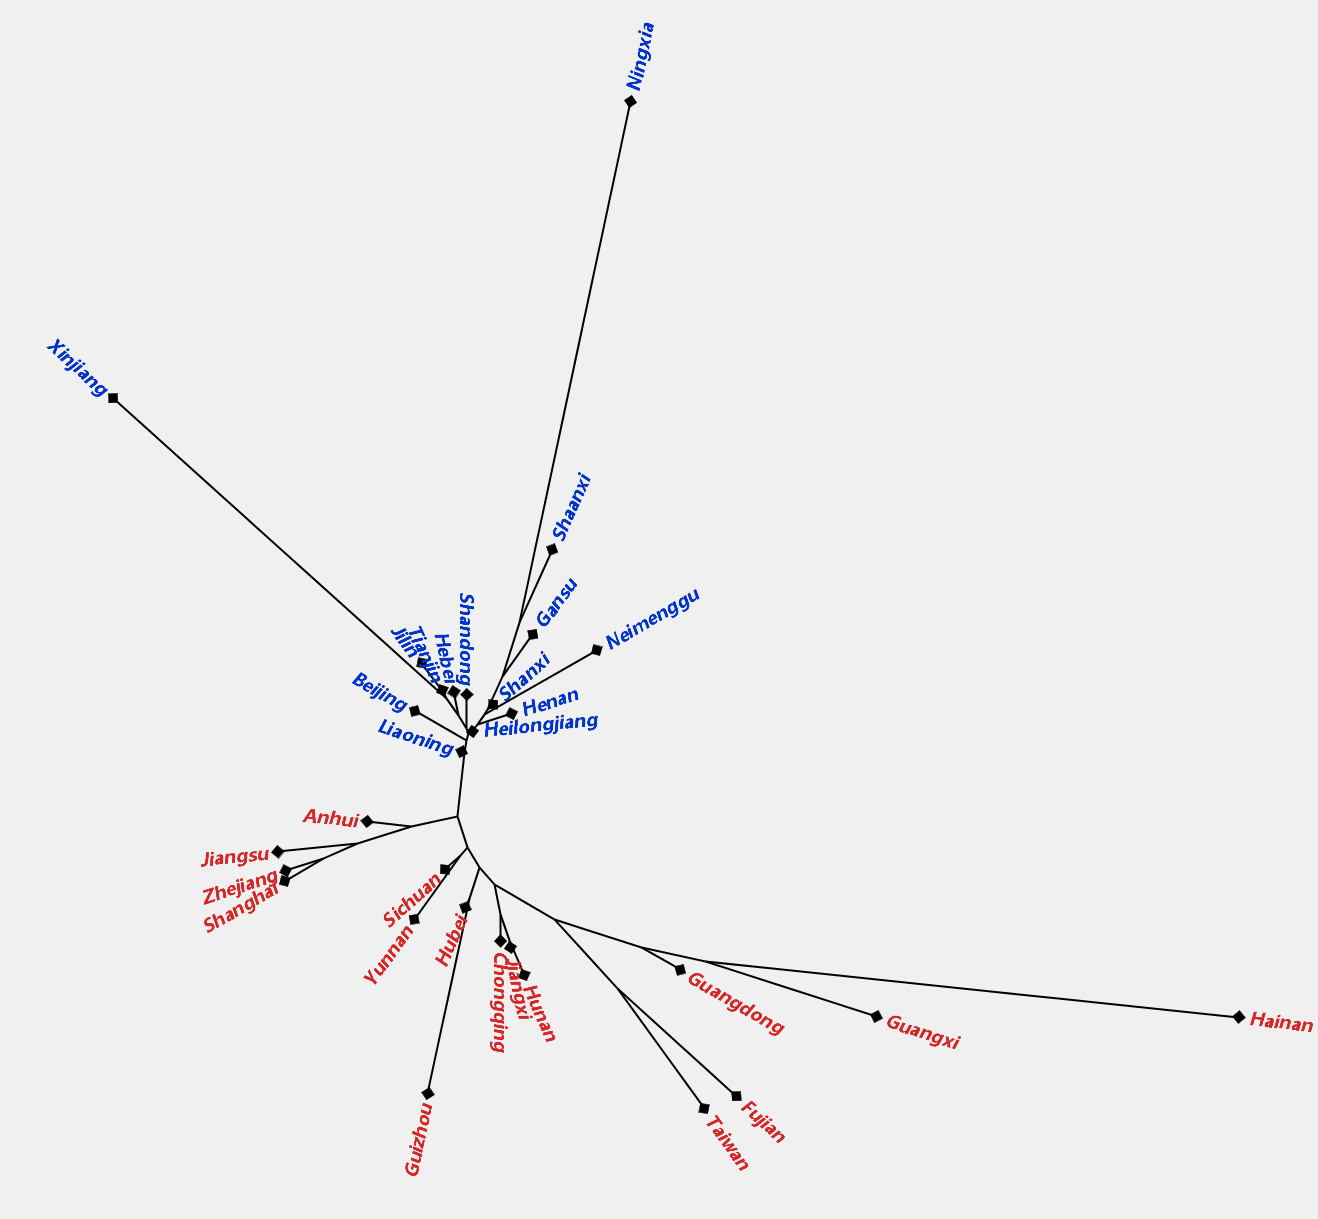 Ningxia
Xinjiang
Shaanxi
Gansu
Neimenggu
Shandong
Hebei
Tianjin
Jilin
Shanxi
Beijing
Henan
Liaoning
Heilongjiang
Anhui
Jiangsu
Zhejiang
Shanghai
Sichuan
Yunnan
Hubei
Chongqing
Jiangxi
Hunan
Guangdong
Guangxi
Hainan
Guizhou
Fujian
Taiwan